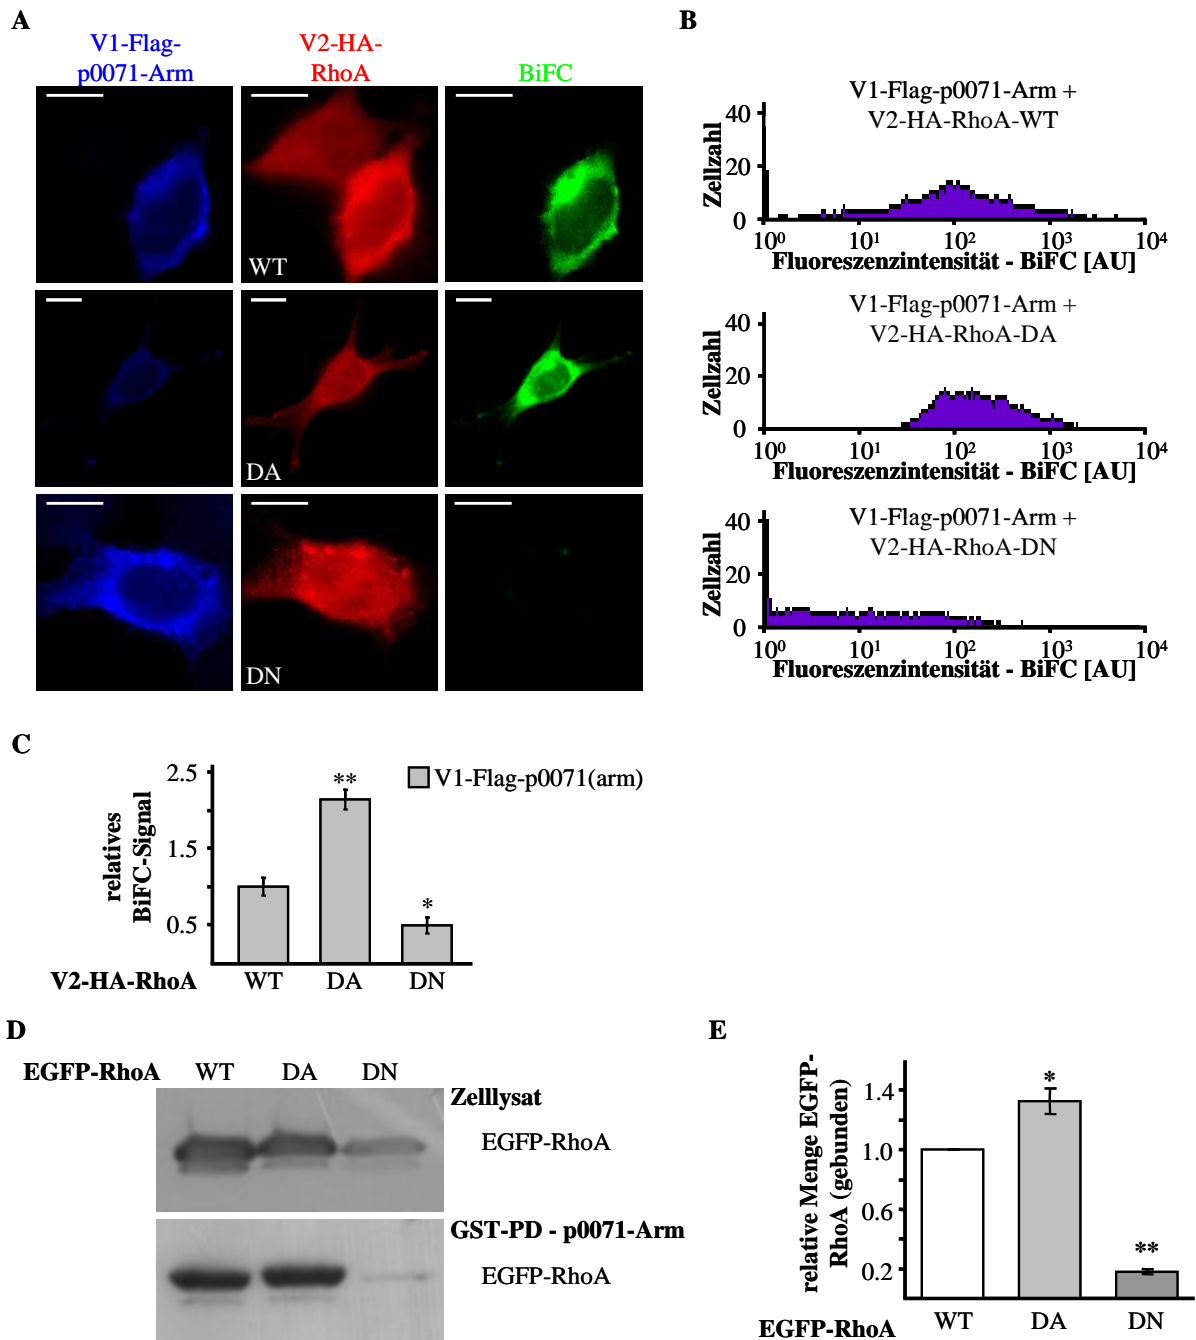 A
V1-Flag-
p0071-Arm
V2-HA-
RhoA
BiFC
WT
DA
DN
B
V1-Flag-p0071-Arm +
V2-HA-RhoA-WT
Zellzahl
40
20
0
10⁰ 10¹ 10² 10³ 10⁴
Fluoreszenzintensität - BiFC [AU]
V1-Flag-p0071-Arm +
V2-HA-RhoA-DA
Zellzahl
40
20
0
10⁰ 10¹ 10² 10³ 10⁴
Fluoreszenzintensität - BiFC [AU]
V1-Flag-p0071-Arm +
V2-HA-RhoA-DN
Zellzahl
40
20
0
10⁰ 10¹ 10² 10³ 10⁴
Fluoreszenzintensität - BiFC [AU]
C
relatives
BiFC-Signal
2.5
1.5
0.5
** 
*
V1-Flag-p0071(arm)
V2-HA-RhoA WT DA DN
D
EGFP-RhoA WT DA DN
Zelllysat
EGFP-RhoA
GST-PD - p0071-Arm
EGFP-RhoA
E
relative Menge EGFP-
RhoA (gebunden)
1.4
1.0
0.6
0.2
*
**
WT DA DN
EGFP-RhoA